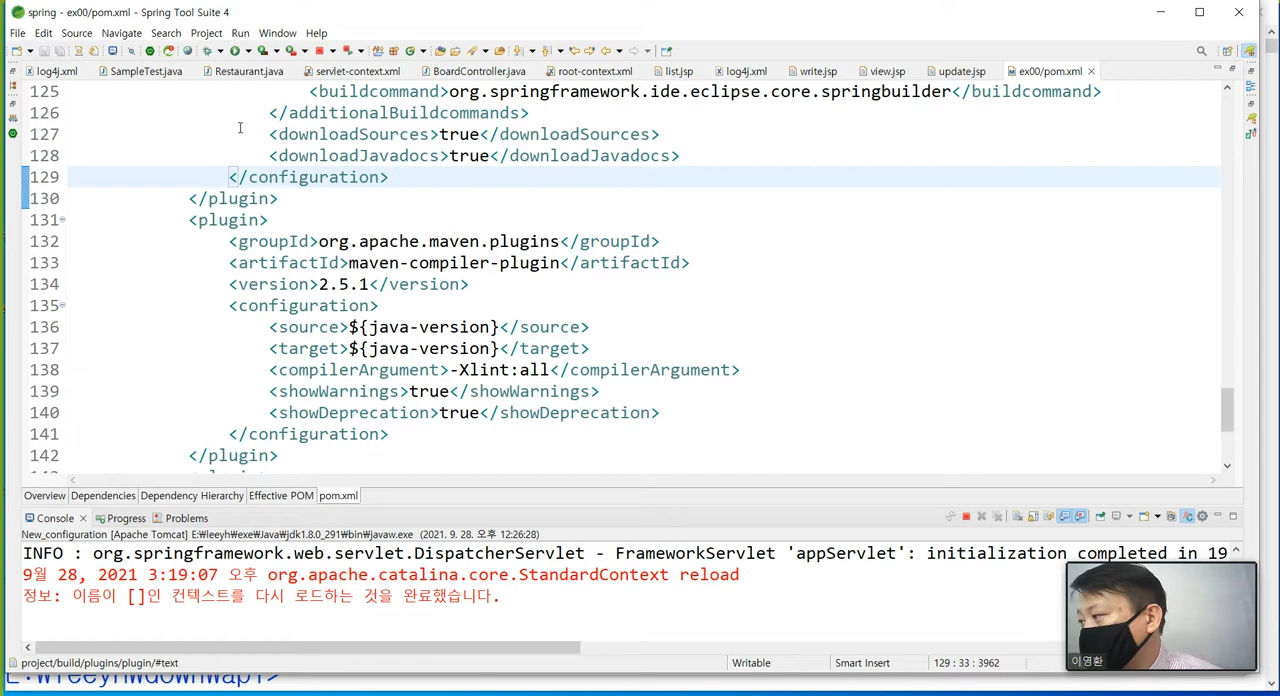 spring - ex00/pom.xml - Spring Tool Suite 4
File Edit Source Navigate Search Project Run Window Help
log4j.xml SampleTest.java Restaurant.java servlet-context.xml BoardController.java root-context.xml list.jsp log4j.xml write.jsp view.jsp update.jsp ex00/pom.xml
125 <buildcommand>org.springframework.ide.eclipse.core.springbuilder</buildcommand>
126 </additionalBuildcommands>
127 <downloadSources>true</downloadSources>
128 <downloadJavadocs>true</downloadJavadocs>
129 </configuration>
130 </plugin>
131 <plugin>
132 <groupId>org.apache.maven.plugins</groupId>
133 <artifactId>maven-compiler-plugin</artifactId>
134 <version>2.5.1</version>
135 <configuration>
136 <source>${java-version}</source>
137 <target>${java-version}</target>
138 <compilerArgument>-Xlint:all</compilerArgument>
139 <showWarnings>true</showWarnings>
140 <showDeprecation>true</showDeprecation>
141 </configuration>
142 </plugin>
Overview Dependencies Dependency Hierarchy Effective POM pom.xml
Console Progress Problems
New_configuration [Apache Tomcat] E:₩leeyh₩exe₩Java₩jdk1.8.0_291₩bin₩javaw.exe (2021. 9. 28. 오후 12:26:28)
INFO : org.springframework.web.servlet.DispatcherServlet - FrameworkServlet 'appServlet': initialization completed in 19
9월 28, 2021 3:19:07 오후 org.apache.catalina.core.StandardContext reload
정보: 이름이 []인 컨텍스트를 다시 로드하는 것을 완료했습니다.
이영환
project/build/plugins/plugin/#text Writable Smart Insert 129 : 33 : 3962